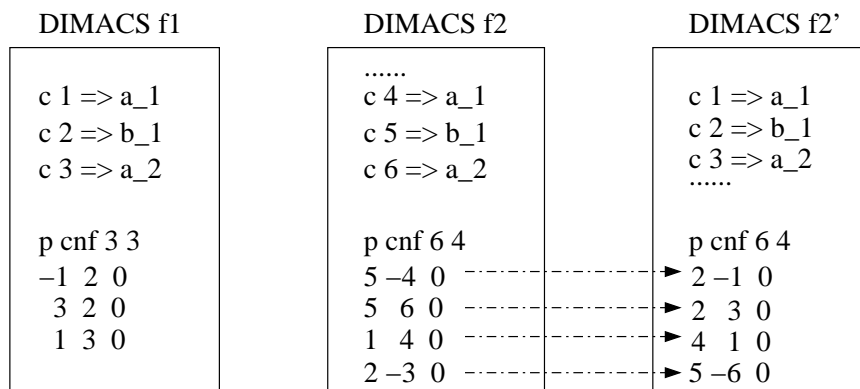 DIMACS f1
c 1 => a_1
c 2 => b_1
c 3 => a_2
p cnf 3 3
–1 2 0
3 2 0
1 3 0
DIMACS f2
......
c 4 => a_1
c 5 => b_1
c 6 => a_2
p cnf 6 4
5 –4 0
5 6 0
1 4 0
2 –3 0
DIMACS f2’
c 1 => a_1
c 2 => b_1
c 3 => a_2
......
p cnf 6 4
2 –1 0
2 3 0
4 1 0
5 –6 0